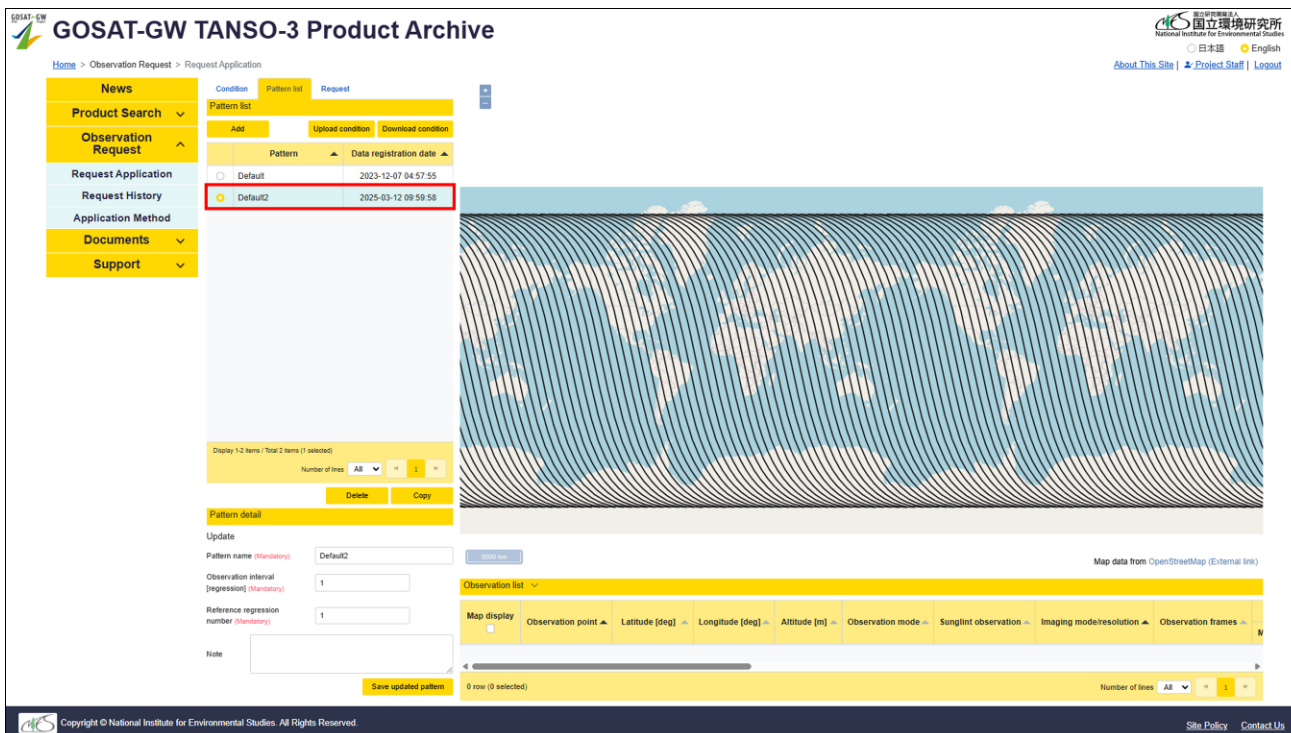 GOSAT-GW
GOSAT-GW TANSO-3 Product Archive
国立研究開発法人
国立環境研究所
National Institute for Environmental Studies
日本語 English
Home > Observation Request > Request Application
About This Site | Project Staff | Logout
News
Product Search
Observation Request
Request Application
Request History
Application Method
Documents
Support
Condition Pattern list Request
Pattern list
Add Upload condition Download condition
Pattern Data registration date
Default 2023-12-07 04:57:55
Default2 2025-03-12 09:59:58
Display 1-2 items / Total 2 items (1 selected)
Number of lines All 1
Delete Copy
Pattern detail
Update
Pattern name (Mandatory) Default2
Observation interval
[regression] (Mandatory) 1
Reference regression
number (Mandatory) 1
Note
Save updated pattern
+
−
5000 km
Map data from OpenStreetMap (External link)
Observation list
Map display Observation point Latitude [deg] Longitude [deg] Altitude [m] Observation mode Sunglint observation Imaging mode/resolution Observation frames M
0 row (0 selected)
Number of lines All 1
Copyright © National Institute for Environmental Studies. All Rights Reserved.
Site Policy Contact Us